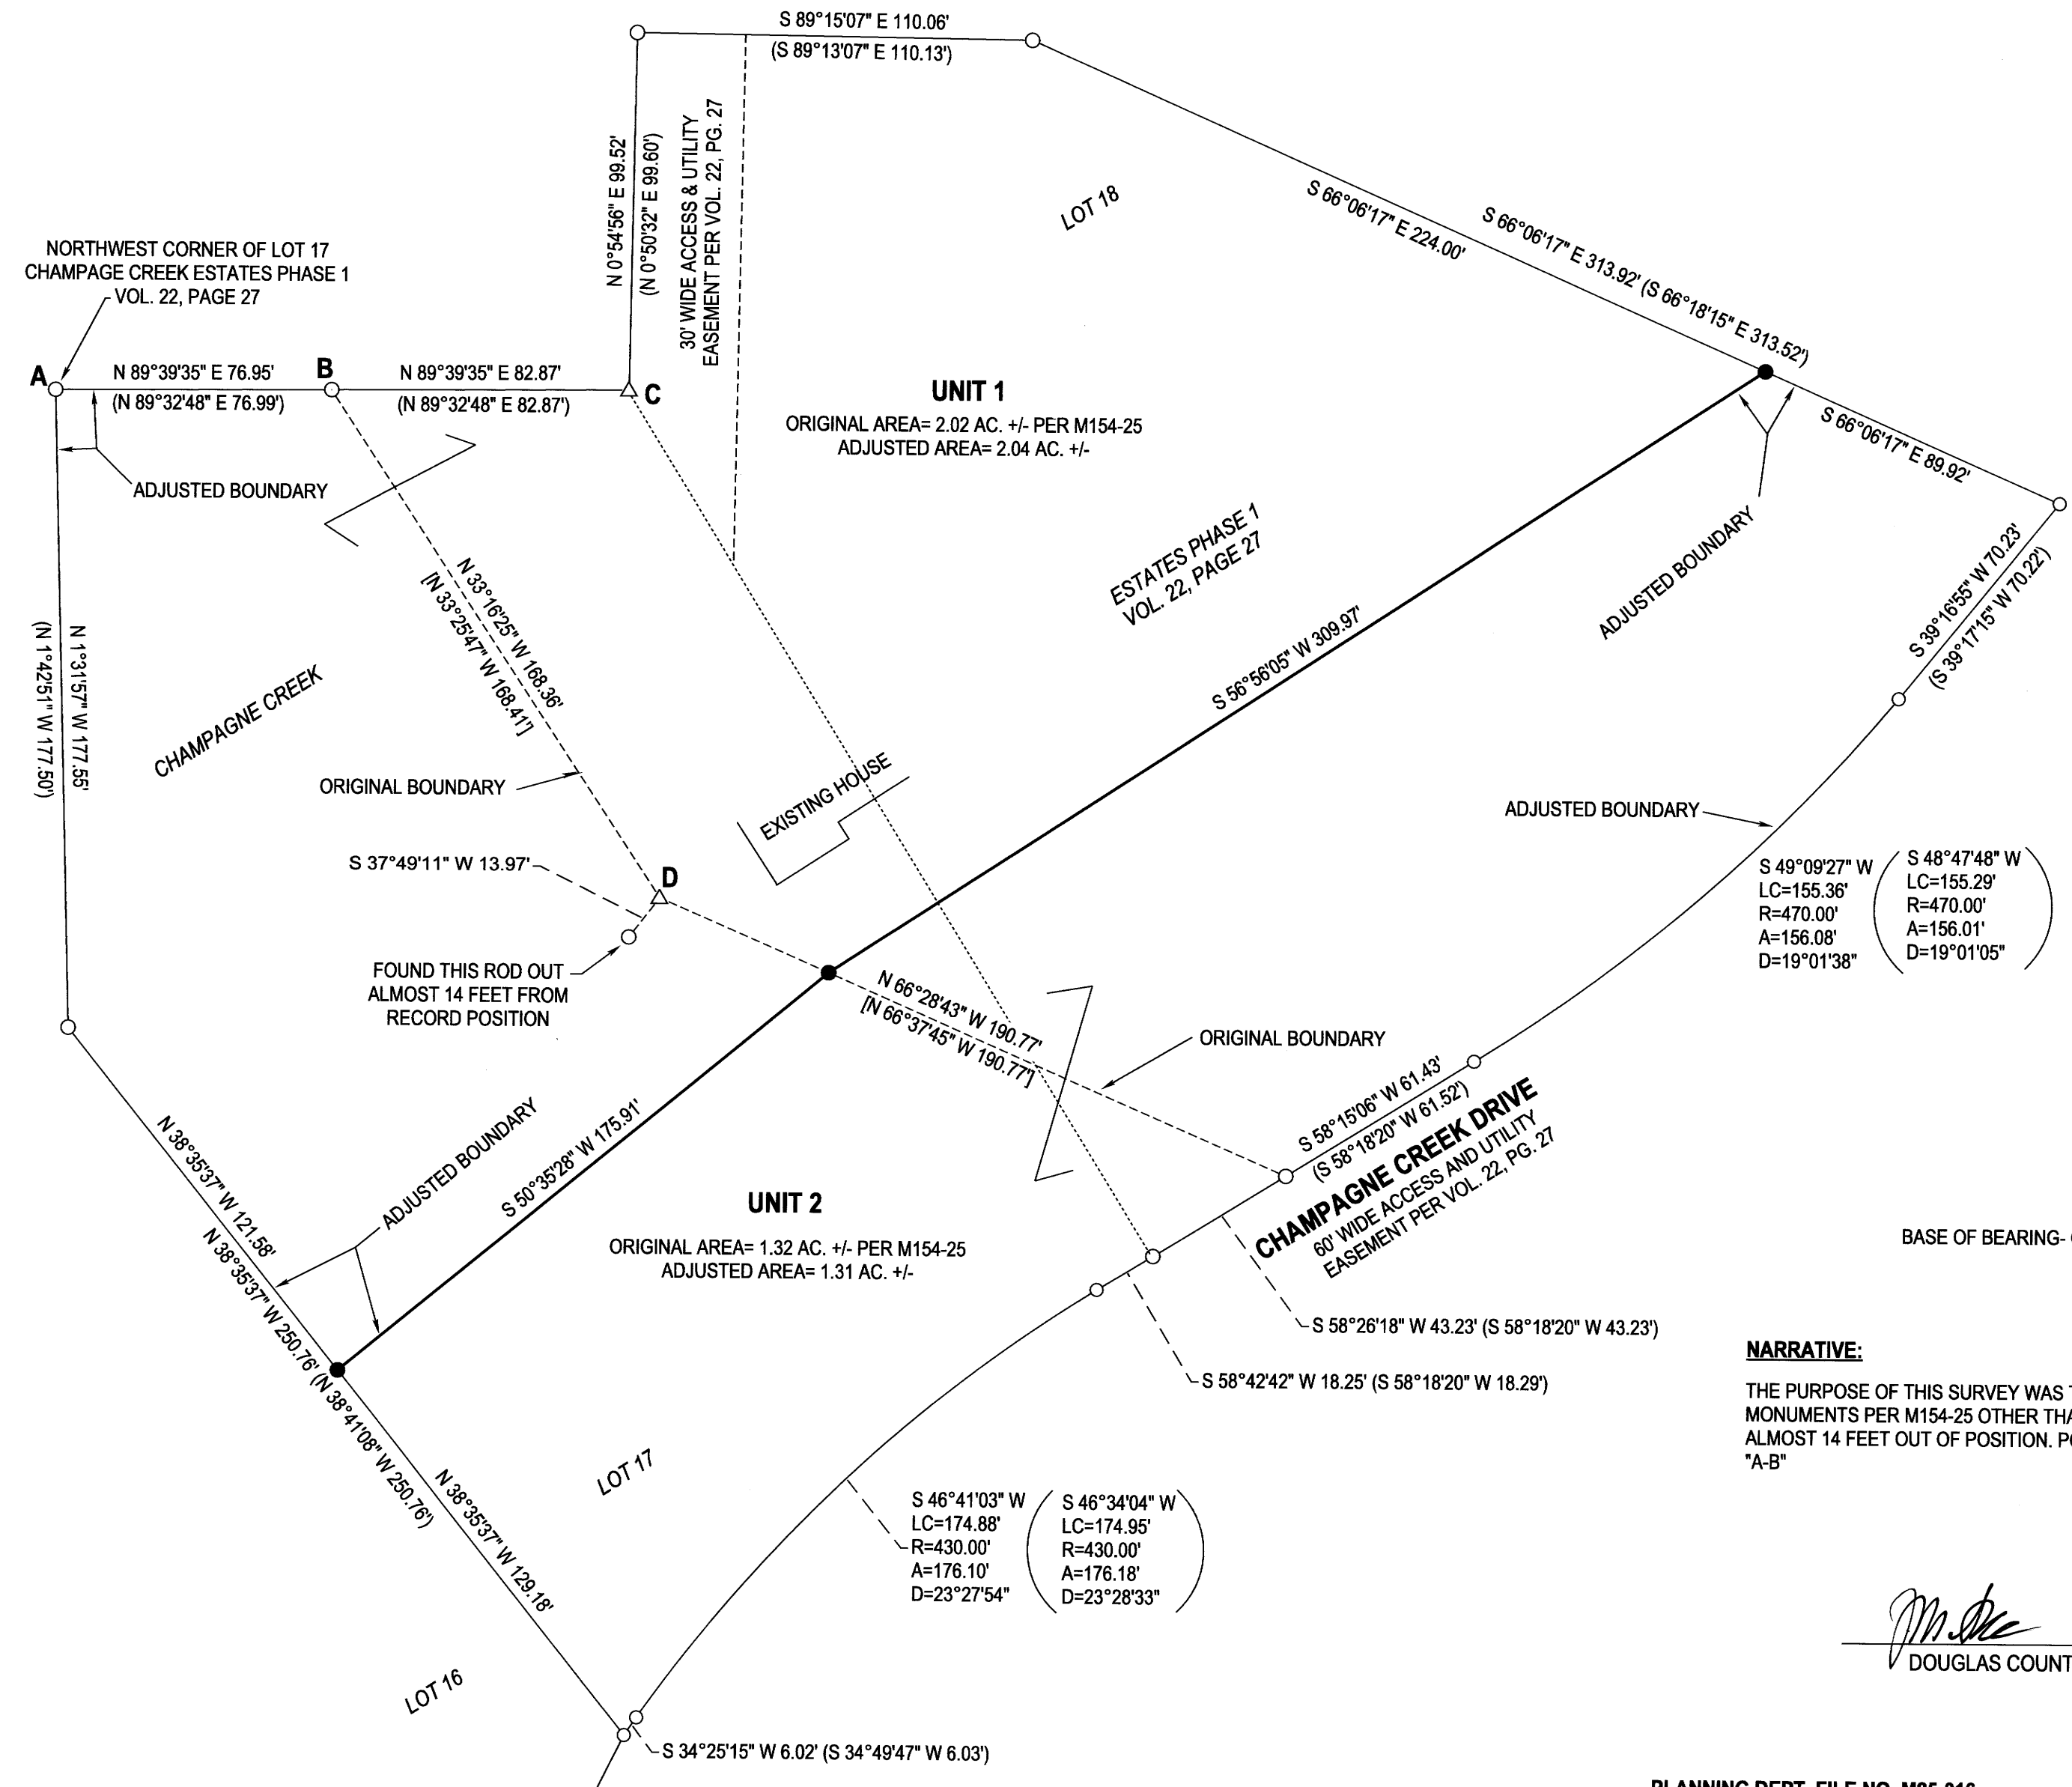 S 89°15'07" E 110.06'
(S 89°13'07" E 110.13')
N 0°54'56" E 99.52'
(N 0°50'32" E 99.60')
30' WIDE ACCESS & UTILITY
EASEMENT PER VOL. 22, PG. 27
LOT 18
S 66°06'17" E 224.00'
S 66°06'17" E 313.92' (S 66°18'15" E 313.52')
NORTHWEST CORNER OF LOT 17
CHAMPAGE CREEK ESTATES PHASE 1
VOL. 22, PAGE 27
A
N 89°39'35" E 76.95'
(N 89°32'48" E 76.99')
B
N 89°39'35" E 82.87'
(N 89°32'48" E 82.87')
C
UNIT 1
ORIGINAL AREA= 2.02 AC. +/- PER M154-25
ADJUSTED AREA= 2.04 AC. +/-
S 66°06'17" E 89.92'
ADJUSTED BOUNDARY
ADJUSTED BOUNDARY
S 39°16'55" W 70.23'
(S 39°17'15" W 70.22')
ESTATES PHASE 1
VOL. 22, PAGE 27
N 33°16'25" W 168.36'
[N 33°25'47" W 168.41']
N 1°31'57" W 177.55'
(N 1°42'51" W 177.50')
CHAMPAGNE CREEK
S 56°56'05" W 309.97'
ORIGINAL BOUNDARY
EXISTING HOUSE
ADJUSTED BOUNDARY
S 37°49'11" W 13.97'
D
S 49°09'27" W
LC=155.36'
R=470.00'
A=156.08'
D=19°01'38"
S 48°47'48" W
LC=155.29'
R=470.00'
A=156.01'
D=19°01'05"
FOUND THIS ROD OUT
ALMOST 14 FEET FROM
RECORD POSITION
N 66°28'43" W 190.77'
[N 66°37'45" W 190.77']
ORIGINAL BOUNDARY
S 58°15'06" W 61.43'
(S 58°18'20" W 61.52')
CHAMPAGNE CREEK DRIVE
60' WIDE ACCESS AND UTILITY
EASEMENT PER VOL. 22, PG. 27
N 38°35'37" W 121.58'
N 38°35'37" W 250.76' (N 38°41'08" W 250.76')
ADJUSTED BOUNDARY
S 50°35'28" W 175.91'
UNIT 2
ORIGINAL AREA= 1.32 AC. +/- PER M154-25
ADJUSTED AREA= 1.31 AC. +/-
BASE OF BEARING-
S 58°26'18" W 43.23' (S 58°18'20" W 43.23')
S 58°42'42" W 18.25' (S 58°18'20" W 18.29')
NARRATIVE:
THE PURPOSE OF THIS SURVEY WAS
MONUMENTS PER M154-25 OTHER
ALMOST 14 FEET OUT OF POSITION.
"A-B"
LOT 17
N 38°35'37" W 129.18'
S 46°41'03" W
LC=174.88'
R=430.00'
A=176.10'
D=23°27'54"
S 46°34'04" W
LC=174.95'
R=430.00'
A=176.18'
D=23°28'33"
DOUGLAS
LOT 16
S 34°25'15" W 6.02' (S 34°49'47" W 6.03')